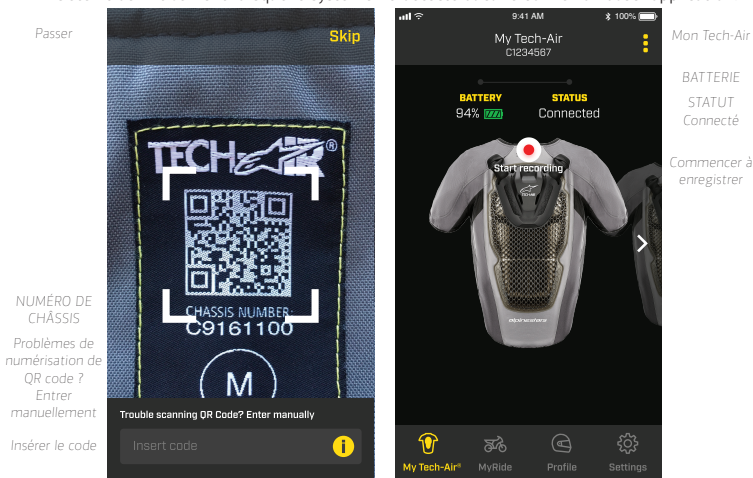 Passer
NUMÉRO DE
CHÂSSIS
Problèmes de
numérisation de
QR code ?
Entrer
manuellement
Insérer le code
Skip
TECH AIR®
CHASSIS NUMBER:
C9161100
M
Trouble scanning QR Code? Enter manually
Insert code
i
9:41 AM
100%
My Tech-Air
C1234567
BATTERY
STATUS
94%
Connected
Start recording
TECH-AIR
alpinestars
My Tech-Air®
MyRide
Profile
Settings
Mon Tech-Air
BATTERIE
STATUT
Connecté
Commencer à
enregistrer